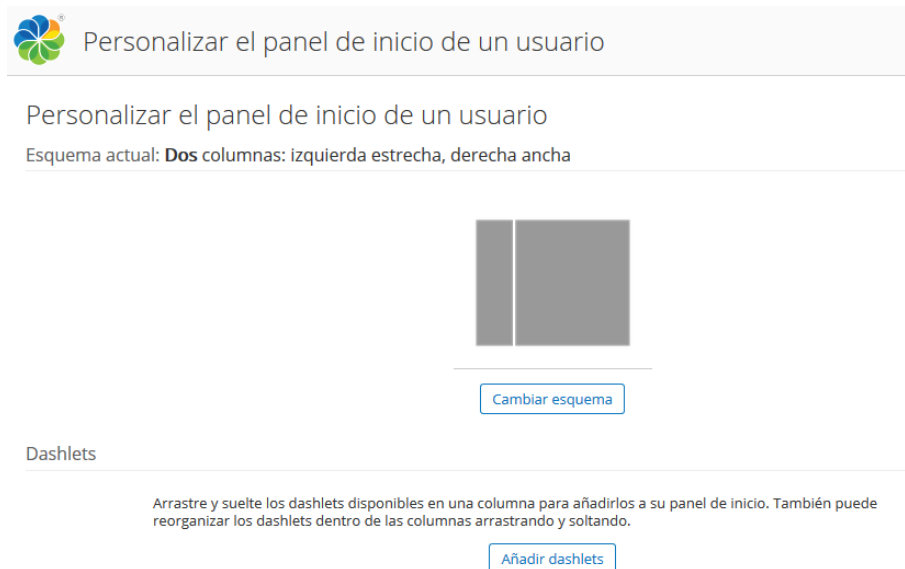 Personalizar el panel de inicio de un usuario
Personalizar el panel de inicio de un usuario
Esquema actual: Dos columnas: izquierda estrecha, derecha ancha
Cambiar esquema
Dashlets
Arrastre y suelte los dashlets disponibles en una columna para añadirlos a su panel de inicio. También puede
reorganizar los dashlets dentro de las columnas arrastrando y soltando.
Añadir dashlets